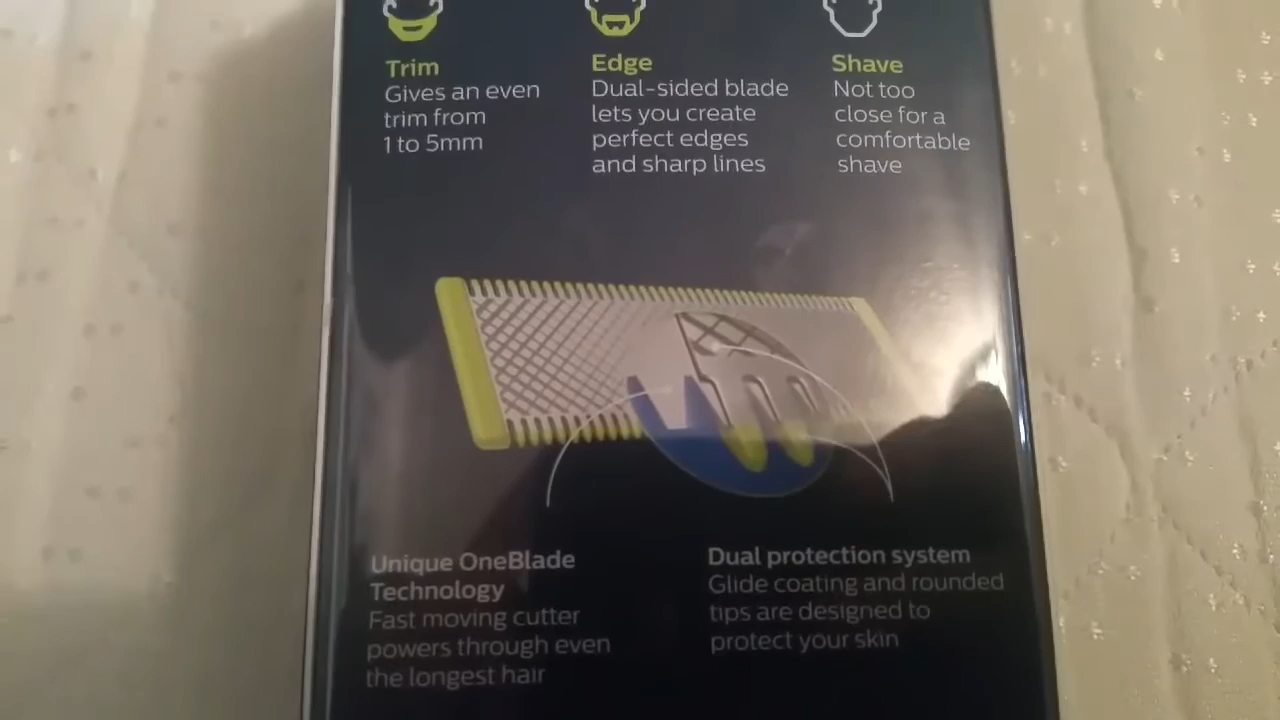 Trim
Gives an even
trim from
1 to 5mm
Edge
Dual-sided blade
lets you create
perfect edges
and sharp lines
Shave
Not too
close for a
comfortable
shave
Unique OneBlade
Technology
Fast moving cutter
powers through even
the longest hair
Dual protection system
Glide coating and rounded
tips are designed to
protect your skin